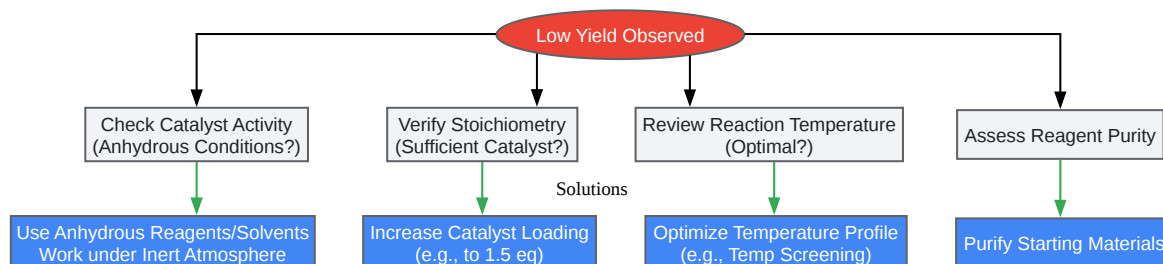 Low Yield Observed
Check Catalyst Activity
(Anhydrous Conditions?)
Verify Stoichiometry
(Sufficient Catalyst?)
Review Reaction Temperature
(Optimal?)
Assess Reagent Purity
Solutions
Use Anhydrous Reagents/Solvents
Work under Inert Atmosphere
Increase Catalyst Loading
(e.g., to 1.5 eq)
Optimize Temperature Profile
(e.g., Temp Screening)
Purify Starting Materials